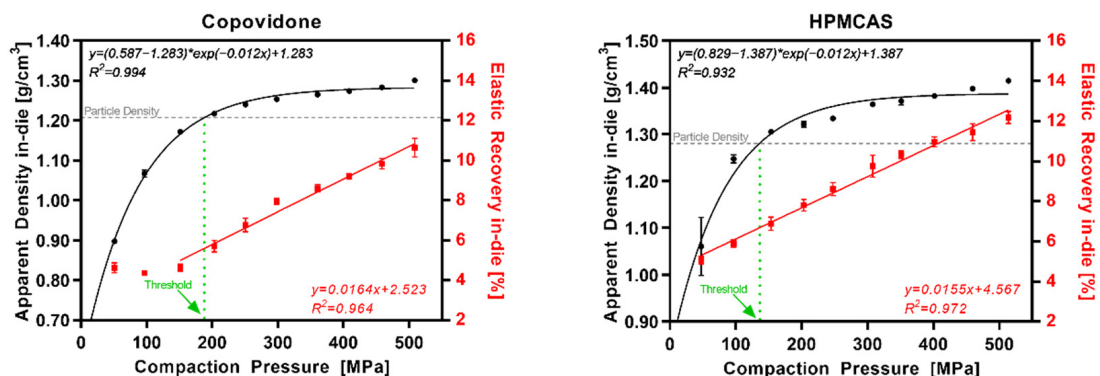 Copovidone
y=(0.587−1.283)*exp(−0.012x)+1.283
R²=0.994
Particle Density
Threshold
y=0.0164x+2.523
R²=0.964
Apparent Density in-die [g/cm³]
1.40
1.30
1.20
1.10
1.00
0.90
0.80
0.70
Elastic Recovery in-die [%]
16
14
12
10
8
6
4
2
0
100
200
300
400
500
Compaction Pressure [MPa]
HPMCAS
y=(0.829−1.387)*exp(−0.012x)+1.387
R²=0.932
Particle Density
Threshold
y=0.0155x+4.567
R²=0.972
Apparent Density in-die [g/cm³]
1.50
1.40
1.30
1.20
1.10
1.00
0.90
Elastic Recovery in-die [%]
16
14
12
10
8
6
4
2
0
100
200
300
400
500
Compaction Pressure [MPa]